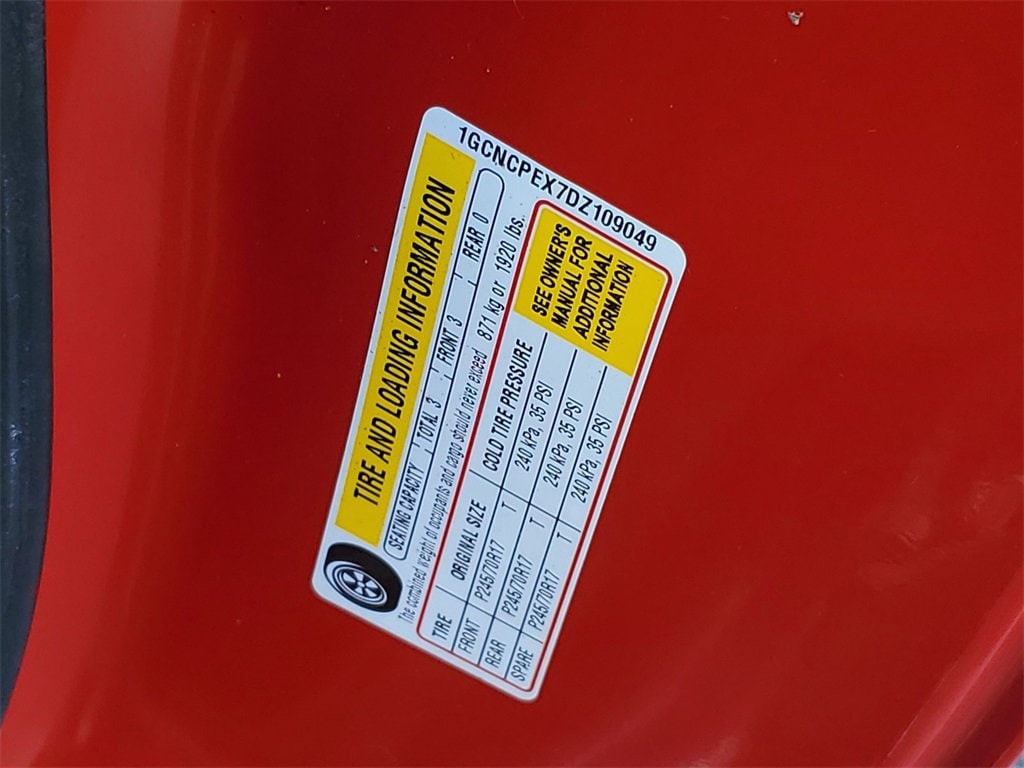 1GCNCPEX7DZ109049
TIRE AND LOADING INFORMATION
SEATING CAPACITY TOTAL 3 FRONT 3 REAR 0
The combined weight of occupants and cargo should never exceed 871 kg or 1920 lbs.
TIRE ORIGINAL SIZE COLD TIRE PRESSURE
FRONT P245/70R17 T 240 kPa, 35 PSI
REAR P245/70R17 T 240 kPa, 35 PSI
SPARE P245/70R17 T 240 kPa, 35 PSI
SEE OWNER'S
MANUAL FOR
ADDITIONAL
INFORMATION